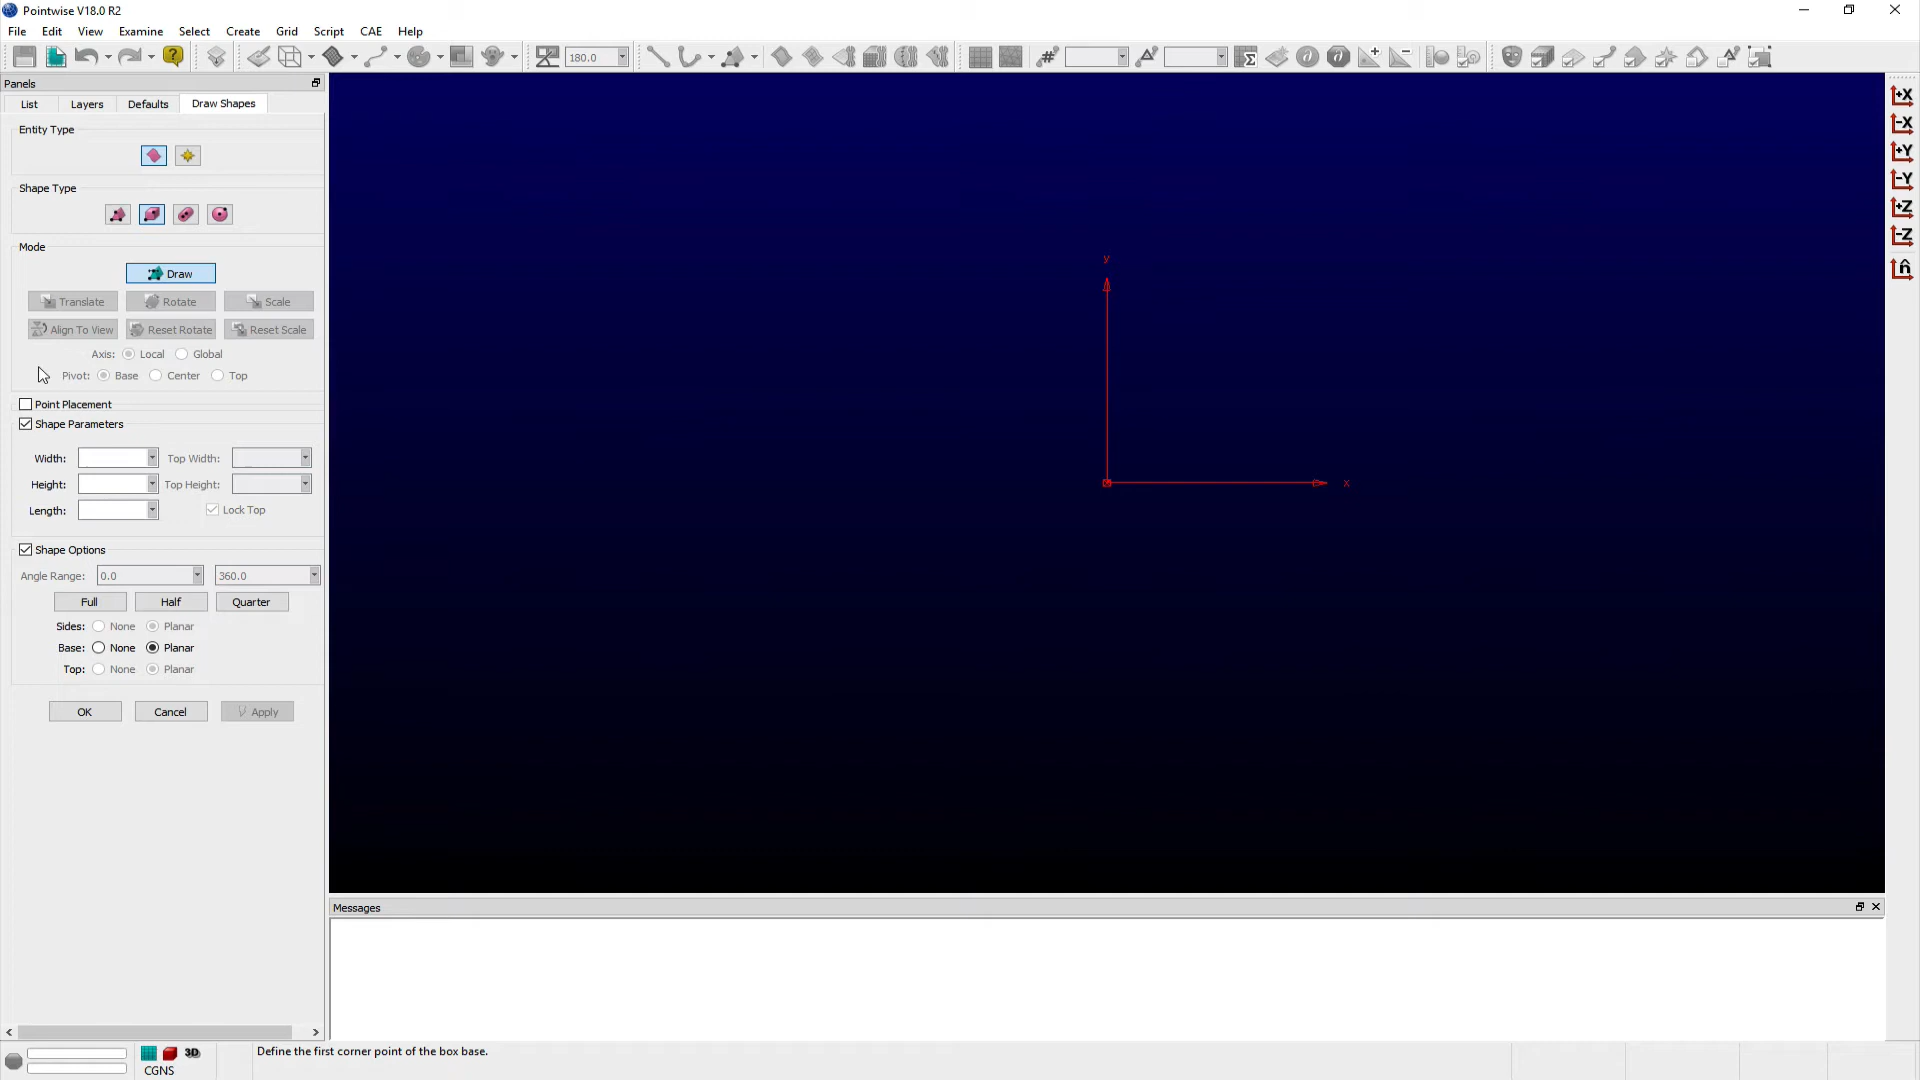 Pointwise V18.0 R2
File Edit View Examine Select Create Grid Script CAE Help
180.0
Panels
List Layers Defaults Draw Shapes
Entity Type
Shape Type
Mode
Draw
Translate Rotate Scale
Align To View Reset Rotate Reset Scale
Axis: Local Global
Pivot: Base Center Top
Point Placement
Shape Parameters
Width: Top Width:
Height: Top Height:
Length: Lock Top
Shape Options
Angle Range: 0.0 360.0
Full Half Quarter
Sides: None Planar
Base: None Planar
Top: None Planar
OK Cancel Apply
y
x
+X
-X
+Y
-Y
+Z
-Z
n̂
Messages
3D
CGNS
Define the first corner point of the box base.